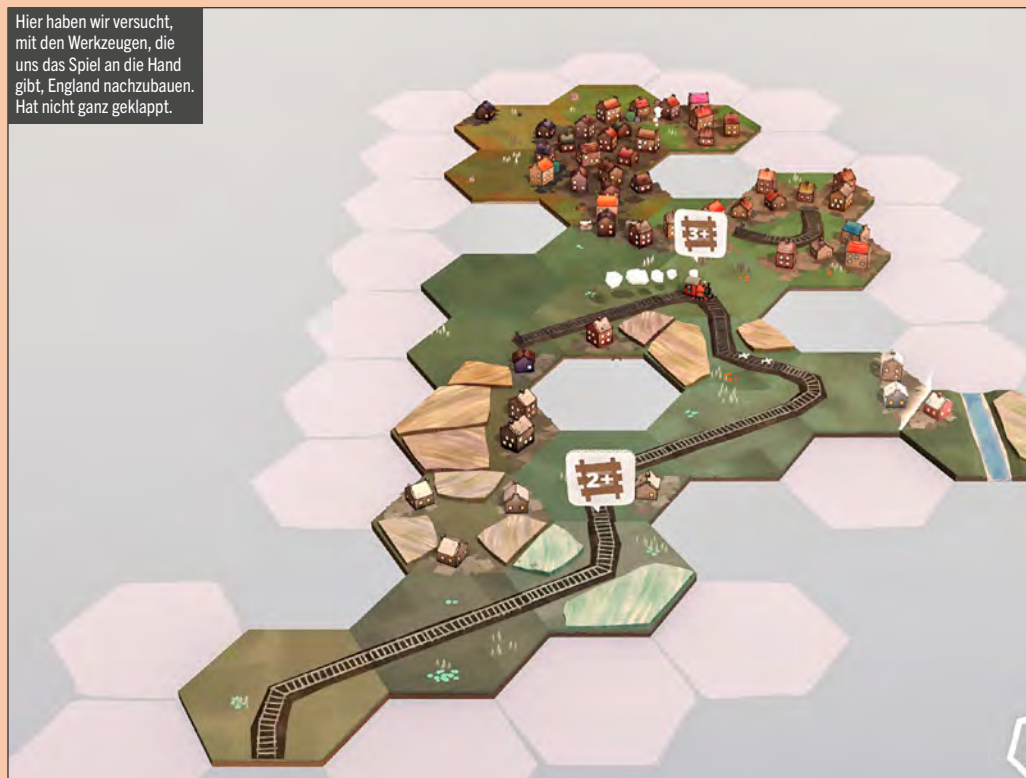 Hier haben wir versucht,
mit den Werkzeugen, die
uns das Spiel an die Hand
gibt, England nachzubauen.
Hat nicht ganz geklappt.
3+
2+